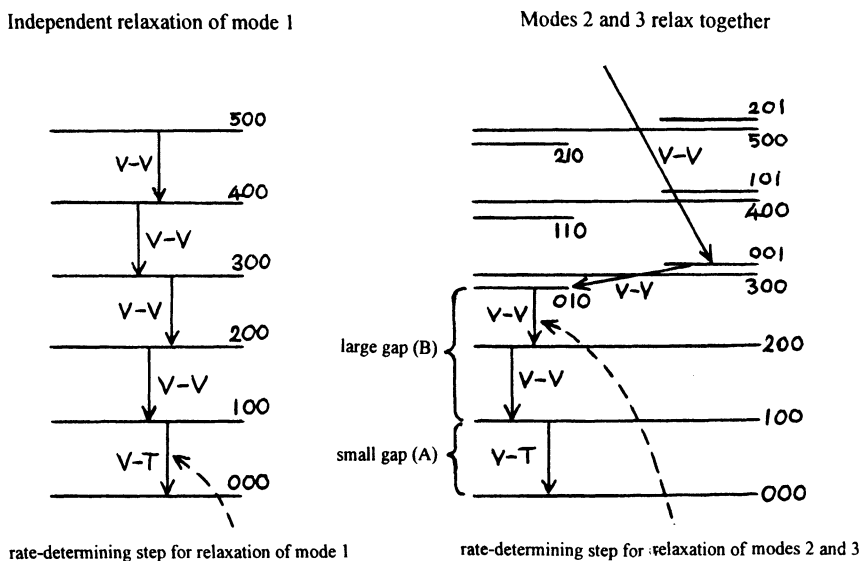 Independent relaxation of mode 1
500
V-V
400
V-V
300
V-V
200
V-V
100
V-T
000
rate-determining step for relaxation of mode 1
Modes 2 and 3 relax together
201
500
V-V
210
101
400
110
001
300
V-V
010
V-V
large gap (B)
200
V-V
100
small gap (A)
V-T
000
rate-determining step for relaxation of modes 2 and 3